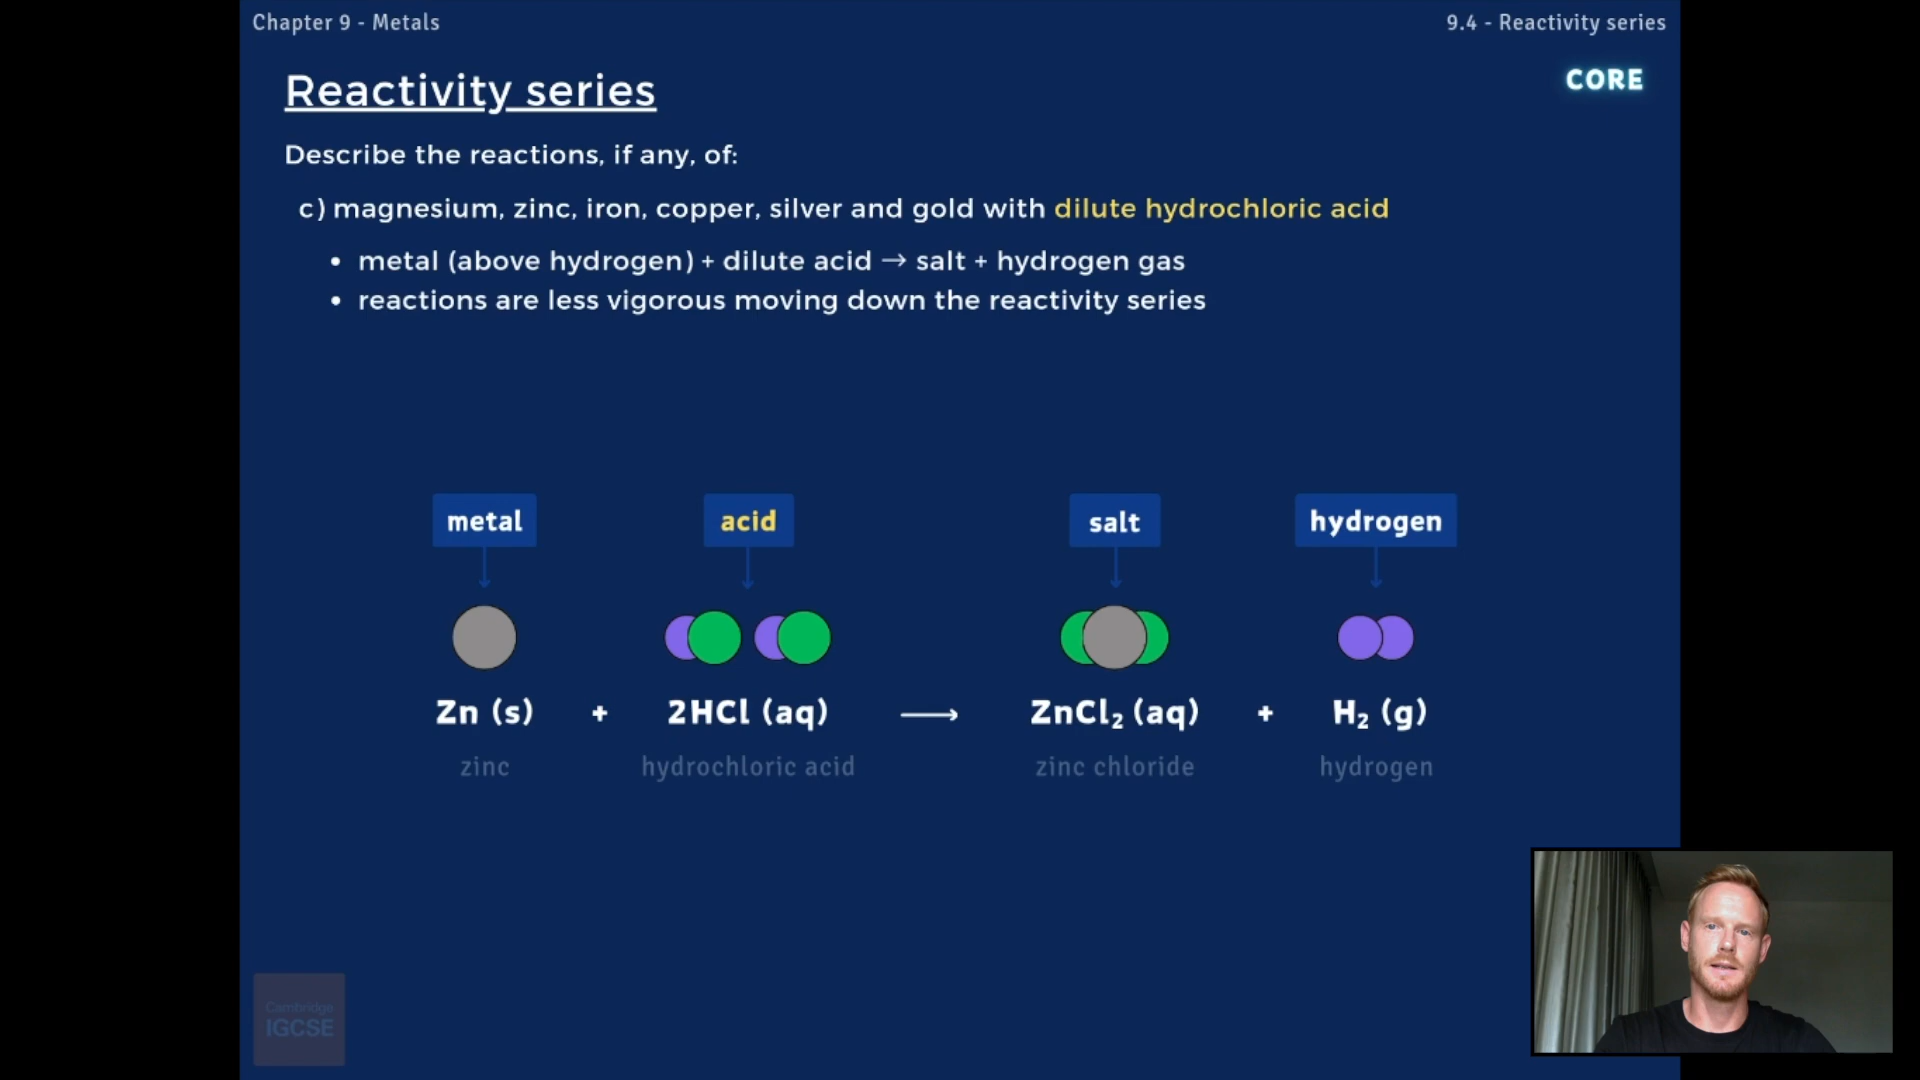 Chapter 9 - Metals
9.4 - Reactivity series
Reactivity series
CORE
Describe the reactions, if any, of:
c) magnesium, zinc, iron, copper, silver and gold with dilute hydrochloric acid
• metal (above hydrogen) + dilute acid → salt + hydrogen gas
• reactions are less vigorous moving down the reactivity series
metal acid salt hydrogen
Zn (s) + 2HCl (aq) ⟶ ZnCl₂ (aq) + H₂ (g)
zinc hydrochloric acid zinc chloride hydrogen
Cambridge
IGCSE